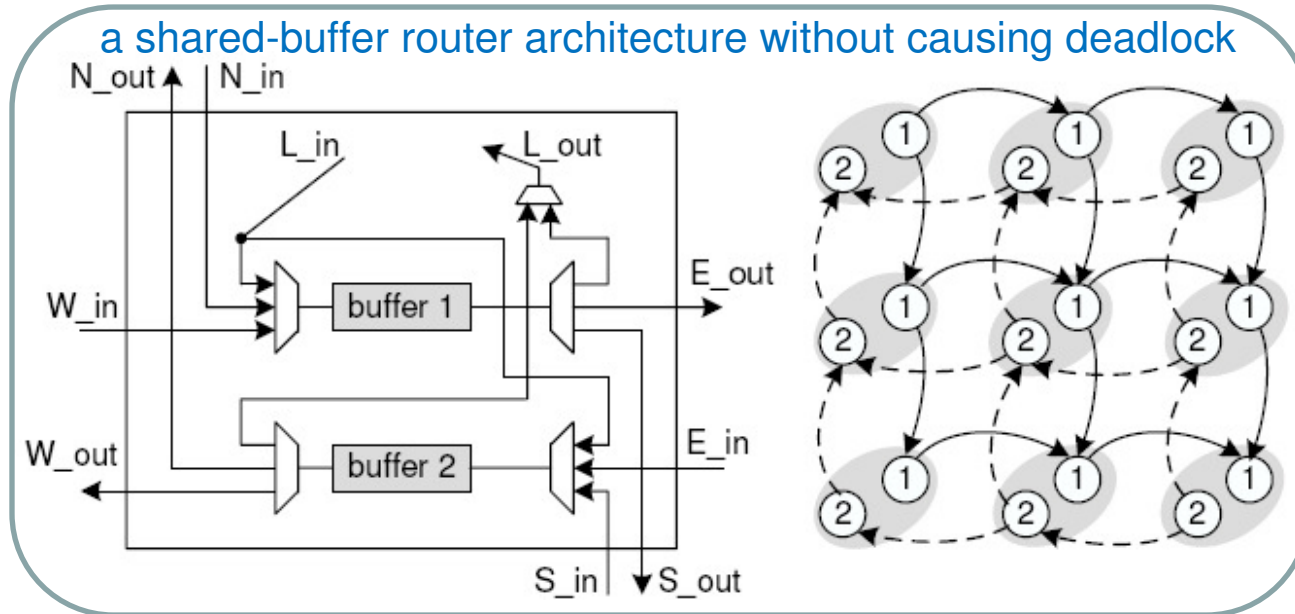 a shared-buffer router architecture without causing deadlock
N_out N_in
L_in L_out
W_in buffer 1 E_out
W_out buffer 2 E_in
S_in S_out
1 1 1
2 2 2
1 1 1
2 2 2
1 1 1
2 2 2